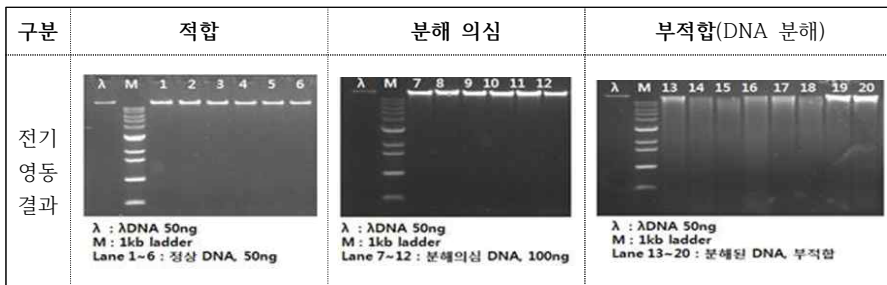 구분 적합 분해 의심 부적합(DNA 분해)
전기
영동
결과
λ M 1 2 3 4 5 6
λ : λDNA 50ng
M : 1kb ladder
Lane 1~6 : 정상 DNA, 50ng
λ M 7 8 9 10 11 12
λ : λDNA 50ng
M : 1kb ladder
Lane 7~12 : 분해의심 DNA, 100ng
λ M 13 14 15 16 17 18 19 20
λ : λDNA 50ng
M : 1kb ladder
Lane 13~20 : 분해된 DNA, 부적합